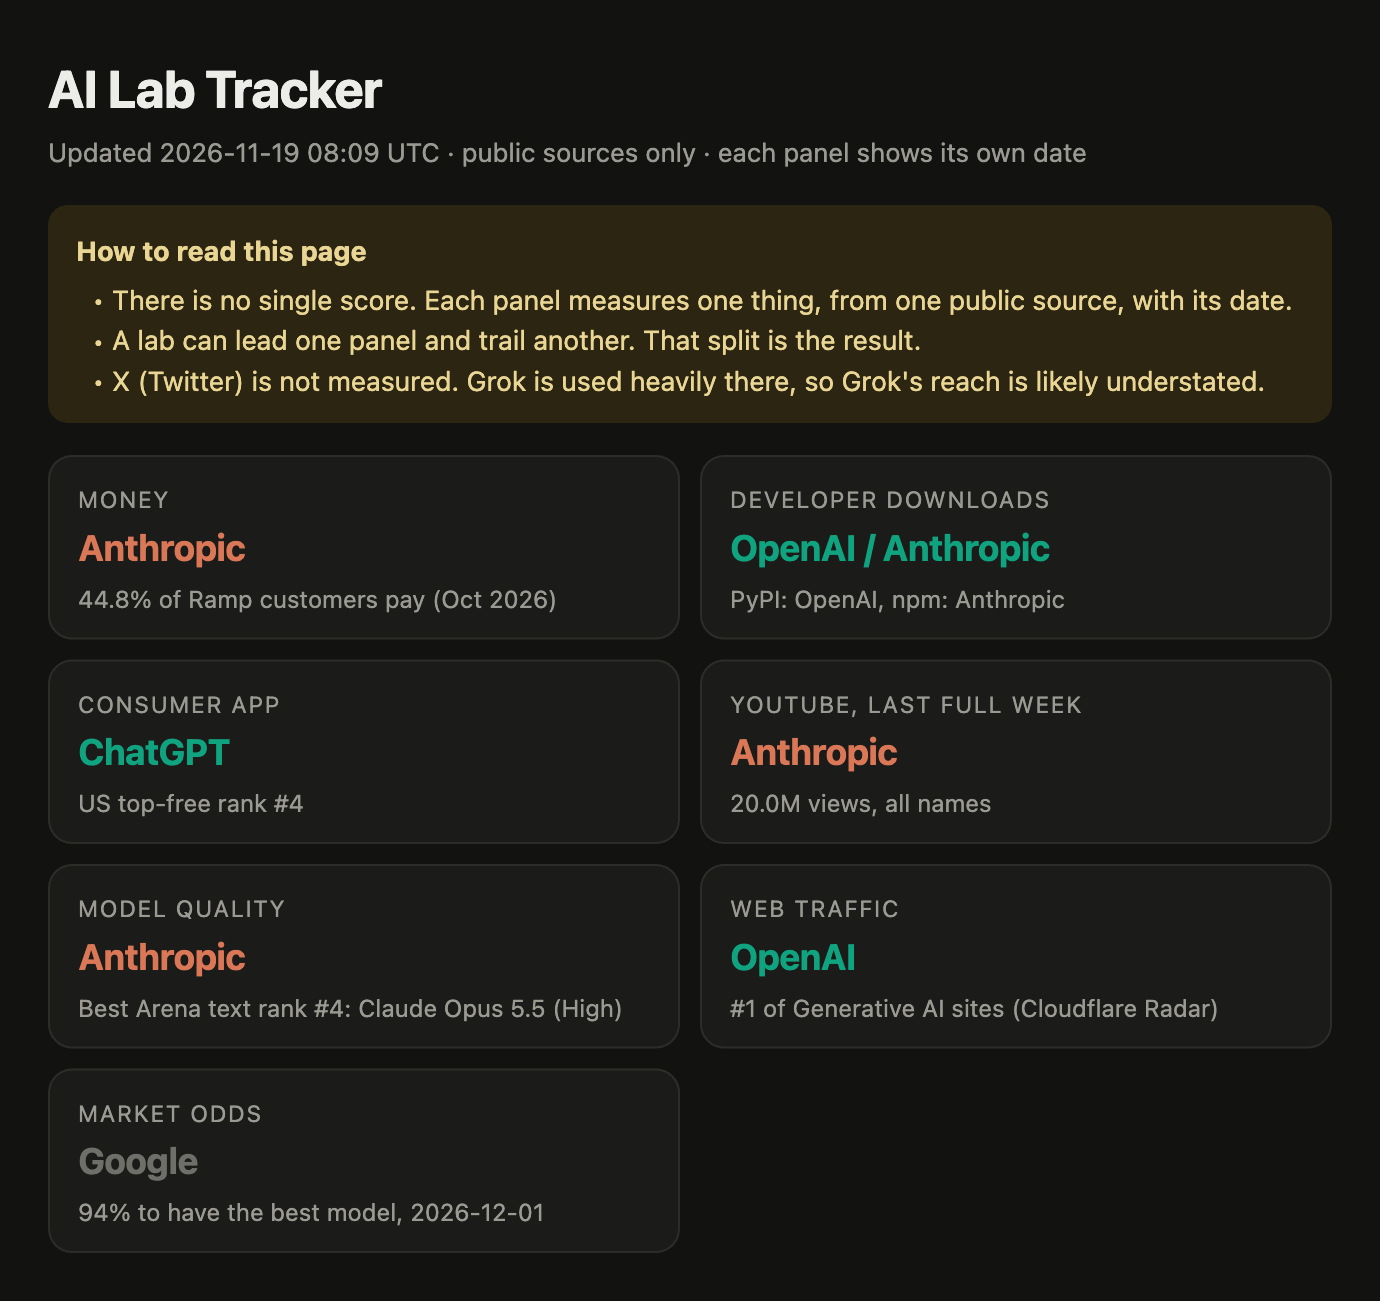 AI Lab Tracker
Updated 2026-11-19 08:09 UTC · public sources only · each panel shows its own date
How to read this page
• There is no single score. Each panel measures one thing, from one public source, with its date.
• A lab can lead one panel and trail another. That split is the result.
• X (Twitter) is not measured. Grok is used heavily there, so Grok's reach is likely understated.
MONEY
Anthropic
44.8% of Ramp customers pay (Oct 2026)
DEVELOPER DOWNLOADS
OpenAI / Anthropic
PyPI: OpenAI, npm: Anthropic
CONSUMER APP
ChatGPT
US top-free rank #4
YOUTUBE, LAST FULL WEEK
Anthropic
20.0M views, all names
MODEL QUALITY
Anthropic
Best Arena text rank #4: Claude Opus 5.5 (High)
WEB TRAFFIC
OpenAI
#1 of Generative AI sites (Cloudflare Radar)
MARKET ODDS
Google
94% to have the best model, 2026-12-01